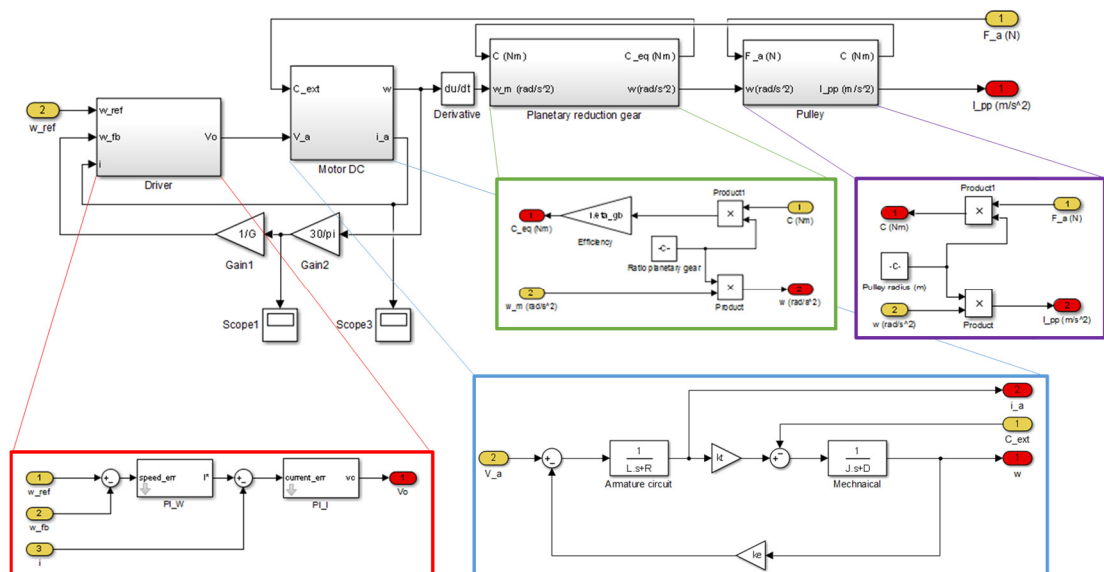 1
F_a (N)
C (Nm)
C_eq (Nm)
F_a (N)
C (Nm)
C_ext
w
du/dt
w_m (rad/s^2)
w(rad/s^2)
w(rad/s^2)
l_pp (m/s^2)
1
Derivative
Planetary reduction gear
Pulley
I_pp (m/s^2)
2
w_ref
w_ref
w_fb
Vo
V_a
i_a
i
Driver
Motor DC
1/G
30/pi
Gain1
Gain2
Scope1
Scope3
Product1
1
1/eta_gb
×
1
C_eq (Nm)
Efficiency
C (Nm)
-C-
Ratio planetary gear
2
×
2
w_m (rad/s^2)
Product
w (rad/s^2)
Product1
1
×
1
C (Nm)
F_a (N)
-C-
Pulley radius (m)
2
×
2
w (rad/s^2)
Product
l_pp (m/s^2)
2
i_a
1
C_ext
2
V_a
1
L.s+R
Armature circuit
kt
1
J.s+D
Mechnaical
1
w
ke
1
w_ref
speed_err
I*
PI_W
current_err
vc
PI_I
1
Vo
2
w_fb
3
i